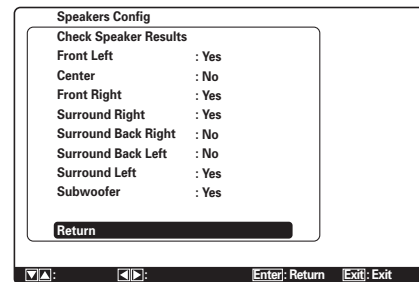 Speakers Config
Check Speaker Results
Front Left : Yes
Center : No
Front Right : Yes
Surround Right : Yes
Surround Back Right : No
Surround Back Left : No
Surround Left : Yes
Subwoofer : Yes
Return
▼▲: ◀▶: Enter: Return Exit: Exit